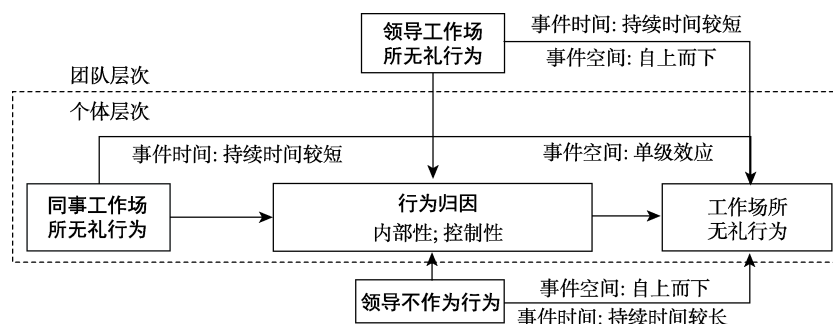 领导工作场
所无礼行为
事件时间: 持续时间较短
事件空间: 自上而下
团队层次
个体层次
事件时间: 持续时间较短
事件空间: 单级效应
同事工作场
所无礼行为
行为归因
内部性; 控制性
工作场所
无礼行为
领导不作为行为
事件空间: 自上而下
事件时间: 持续时间较长